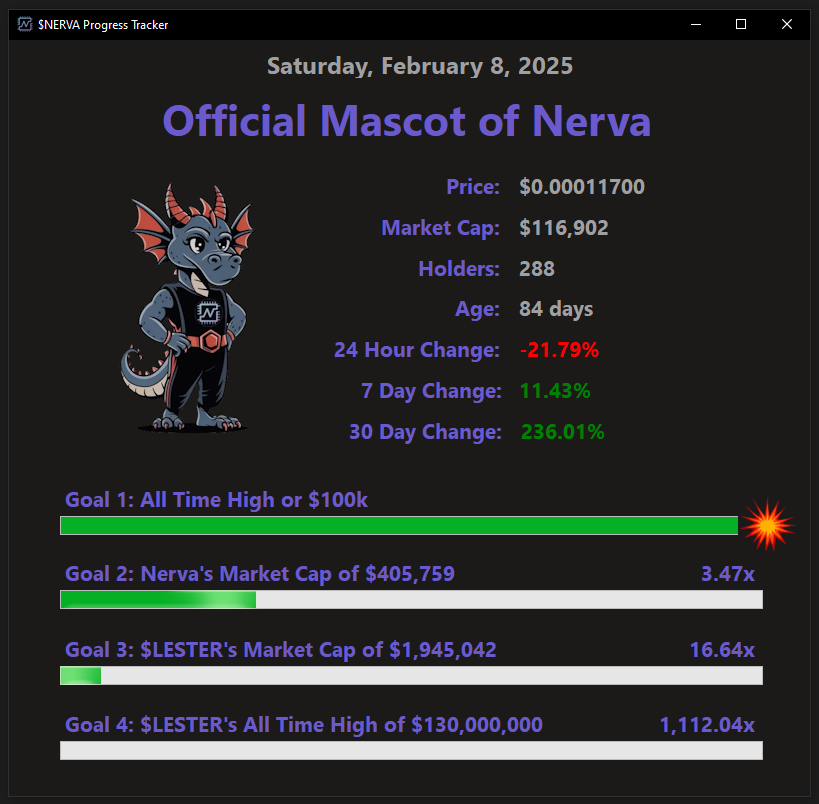 $NERVA Progress Tracker
Saturday, February 8, 2025
Official Mascot of Nerva
Price: $0.00011700
Market Cap: $116,902
Holders: 288
Age: 84 days
24 Hour Change: -21.79%
7 Day Change: 11.43%
30 Day Change: 236.01%
Goal 1: All Time High or $100k
Goal 2: Nerva's Market Cap of $405,759 3.47x
Goal 3: $LESTER's Market Cap of $1,945,042 16.64x
Goal 4: $LESTER's All Time High of $130,000,000 1,112.04x